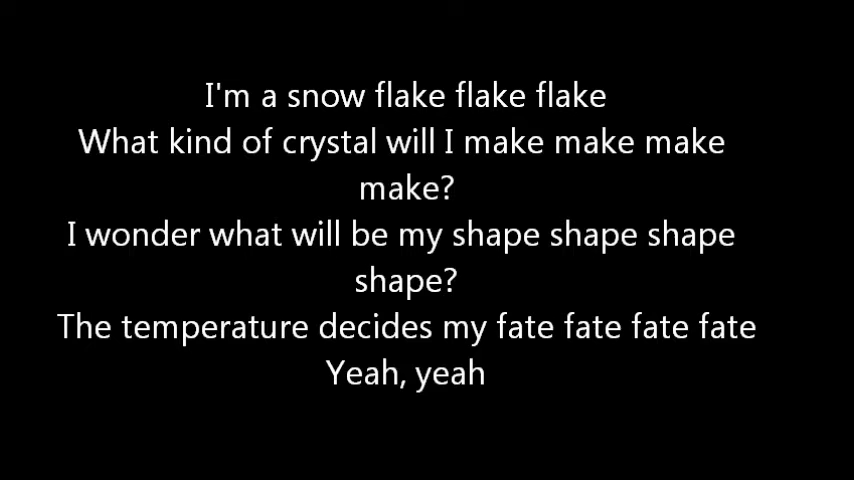 I'm a snow flake flake flake
What kind of crystal will I make make make
make?
I wonder what will be my shape shape shape
shape?
The temperature decides my fate fate fate fate
Yeah, yeah